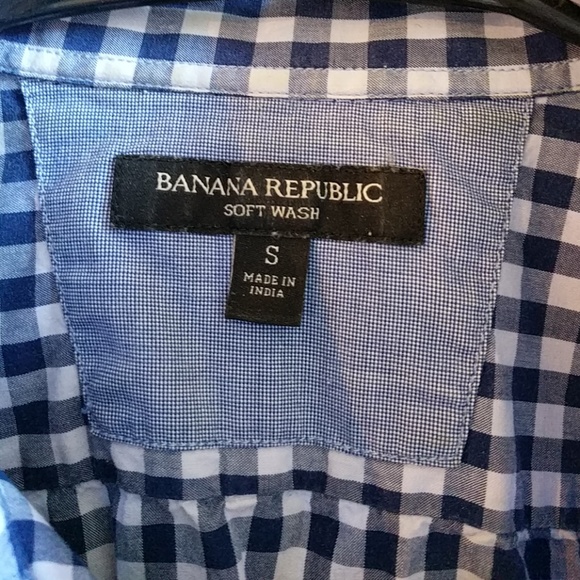 BANANA REPUBLIC
SOFT WASH
S
MADE IN
INDIA